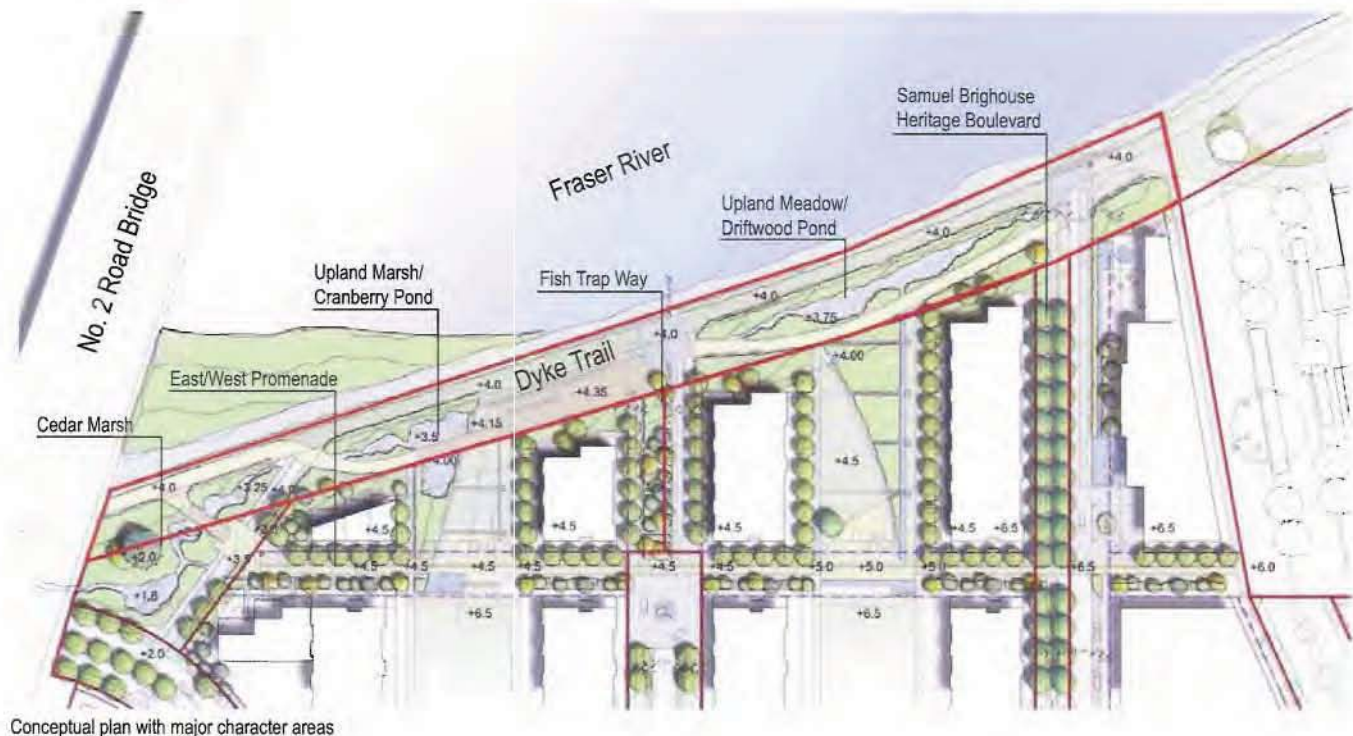 Samuel Brighouse
Heritage Boulevard
Fraser River
No. 2 Road Bridge
Upland Meadow/
Driftwood Pond
Upland Marsh/
Cranberry Pond
Fish Trap Way
East/West Promenade
Dyke Trail
Cedar Marsh
+4.0
+4.0
+4.0
+3.75
+4.0
+4.00
+4.0
+4.35
+4.15
+3.5
+4.00
+4.5
+4.0
+3.25
+4.5
+4.5
+4.5
+4.5
+6.5
+6.5
+2.0
+3.5
+4.5
+4.5
+4.5
+4.5
+4.5
+5.0
+5.0
+6.5
+6.0
+1.8
+6.5
+6.5
+2.0
Conceptual plan with major character areas